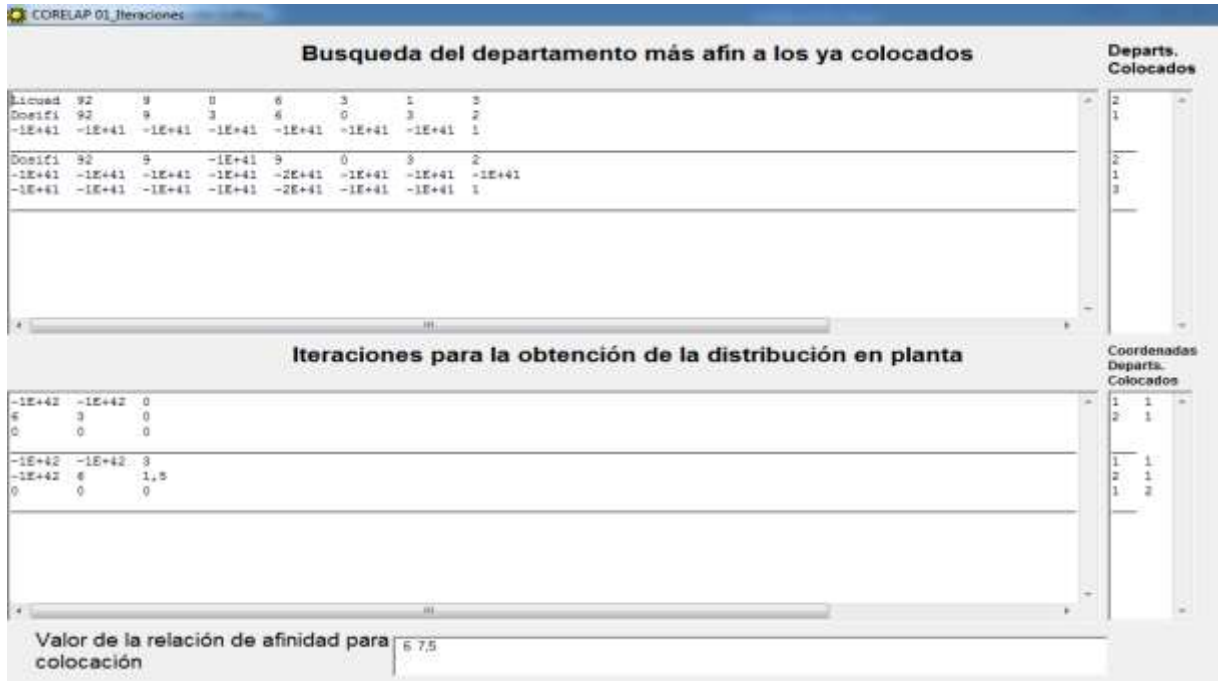 CORELAP 01_Iteraciones
Busqueda del departamento más afín a los ya colocados
Departs.
Colocados
Licuad 92 9 0 6 3 1 3
Dosifi 92 9 3 6 0 3 2
-1E+41 -1E+41 -1E+41 -1E+41 -1E+41 -1E+41 -1E+41 1
2
1
Dosifi 92 9 -1E+41 9 0 3 2
-1E+41 -1E+41 -1E+41 -1E+41 -2E+41 -1E+41 -1E+41 -1E+41
-1E+41 -1E+41 -1E+41 -1E+41 -2E+41 -1E+41 -1E+41 1
2
1
3
Iteraciones para la obtención de la distribución en planta
Coordenadas
Departs.
Colocados
-1E+42 -1E+42 0
6 3 0
0 0 0
1 1
2 1
-1E+42 -1E+42 3
-1E+42 6 1,5
0 0 0
1 1
2 1
1 2
Valor de la relación de afinidad para
colocación
6 7,5